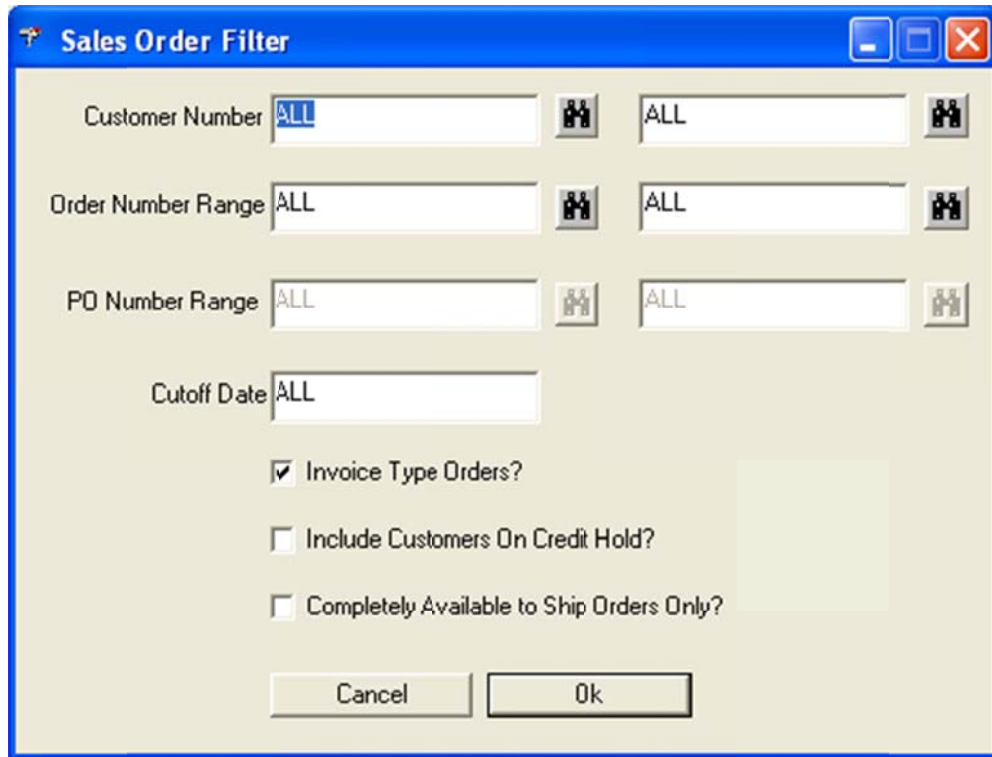 Sales Order Filter
Customer Number ALL ALL
Order Number Range ALL ALL
PO Number Range ALL ALL
Cutoff Date ALL
Invoice Type Orders?
Include Customers On Credit Hold?
Completely Available to Ship Orders Only?
Cancel Ok